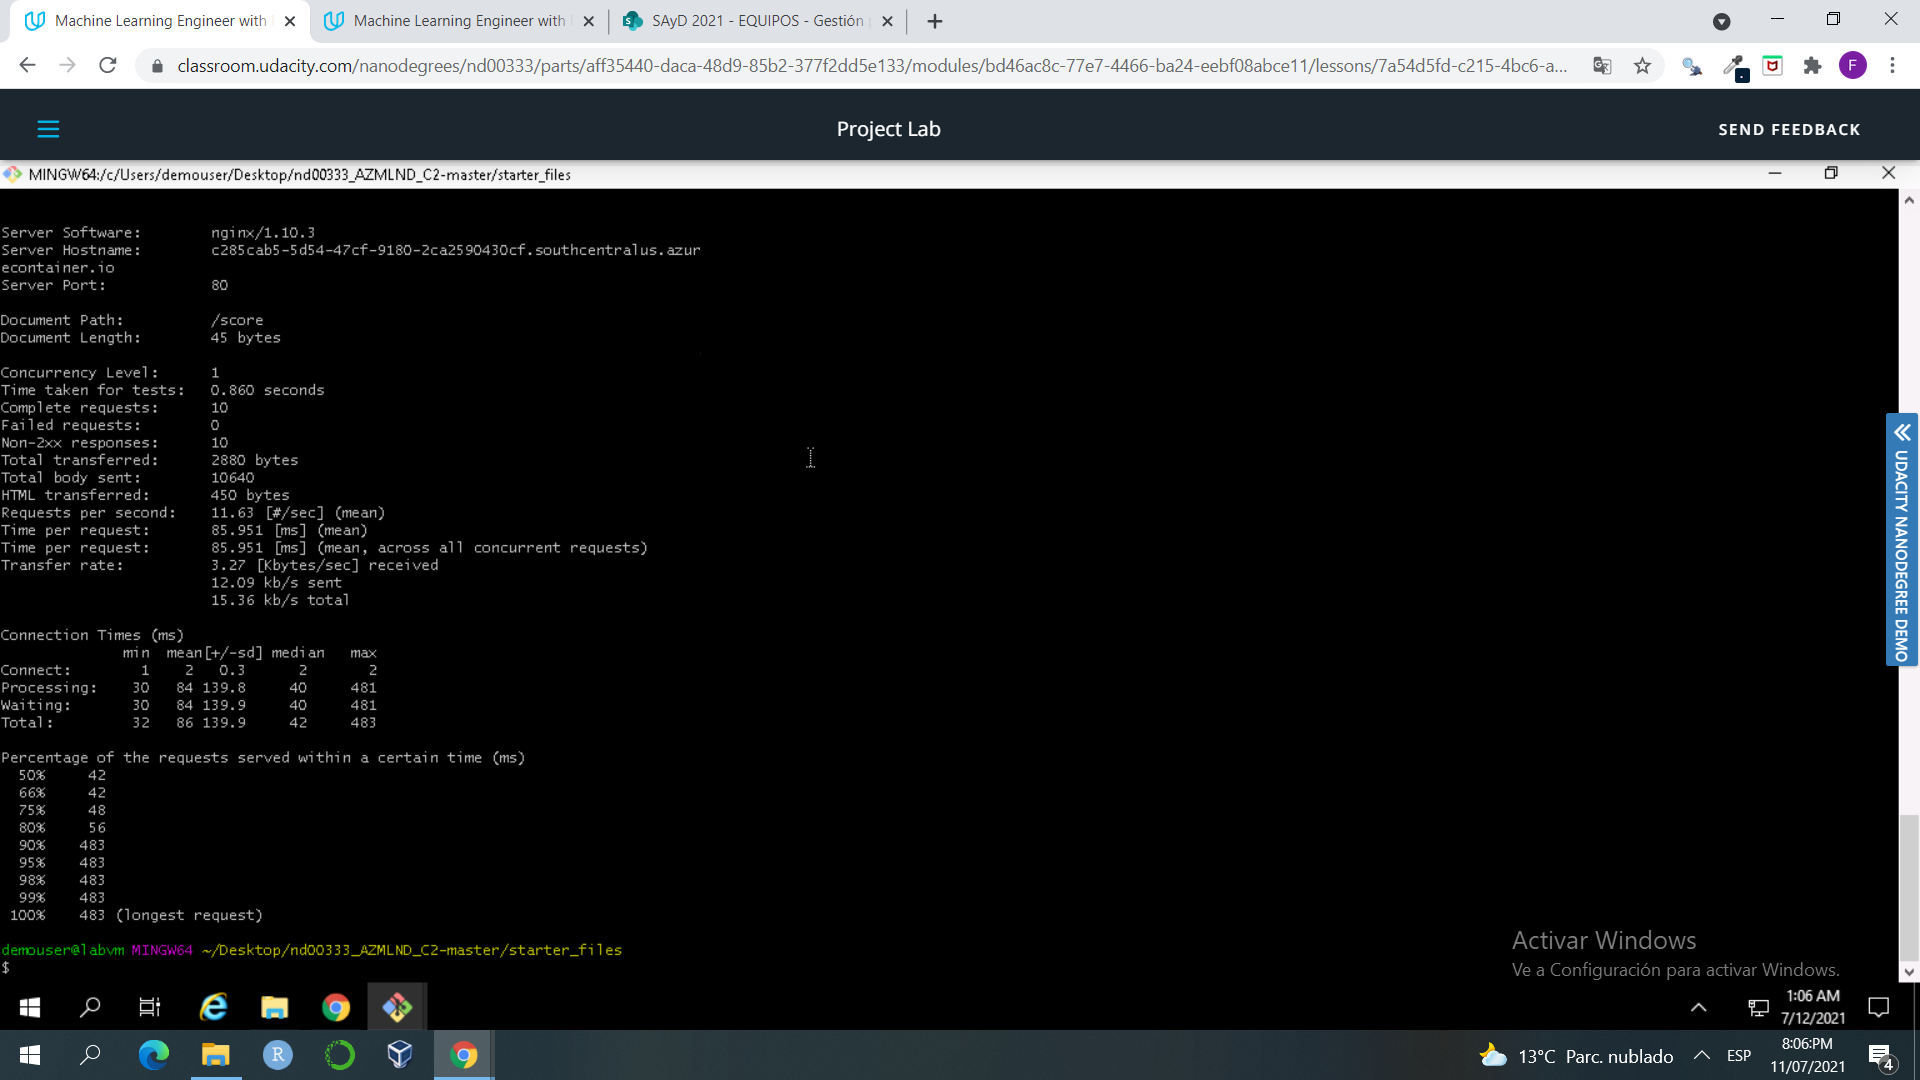 Machine Learning Engineer with
Machine Learning Engineer with
SAyD 2021 - EQUIPOS - Gestión
classroom.udacity.com/nanodegrees/nd00333/parts/aff35440-daca-48d9-85b2-377f2dd5e133/modules/bd46ac8c-77e7-4466-ba24-eebf08abce11/lessons/7a54d5fd-c215-4bc6-a...
F
Project Lab
SEND FEEDBACK
MINGW64:/c/Users/demouser/Desktop/nd00333_AZMLND_C2-master/starter_files
Server Software: nginx/1.10.3
Server Hostname: c285cab5-5d54-47cf-9180-2ca2590430cf.southcentralus.azur
econtainer.io
Server Port: 80
Document Path: /score
Document Length: 45 bytes
Concurrency Level: 1
Time taken for tests: 0.860 seconds
Complete requests: 10
Failed requests: 0
Non-2xx responses: 10
Total transferred: 2880 bytes
Total body sent: 10640
HTML transferred: 450 bytes
Requests per second: 11.63 [#/sec] (mean)
Time per request: 85.951 [ms] (mean)
Time per request: 85.951 [ms] (mean, across all concurrent requests)
Transfer rate: 3.27 [Kbytes/sec] received
12.09 kb/s sent
15.36 kb/s total
Connection Times (ms)
min mean[+/-sd] median max
Connect: 1 2 0.3 2 2
Processing: 30 84 139.8 40 481
Waiting: 30 84 139.9 40 481
Total: 32 86 139.9 42 483
Percentage of the requests served within a certain time (ms)
50% 42
66% 42
75% 48
80% 56
90% 483
95% 483
98% 483
99% 483
100% 483 (longest request)
demouser@labvm MINGW64 ~/Desktop/nd00333_AZMLND_C2-master/starter_files
$
UDACITY NANODEGREE DEMO
Activar Windows
Ve a Configuración para activar Windows.
1:06 AM
7/12/2021
13°C Parc. nublado
ESP
8:06:PM
11/07/2021
4